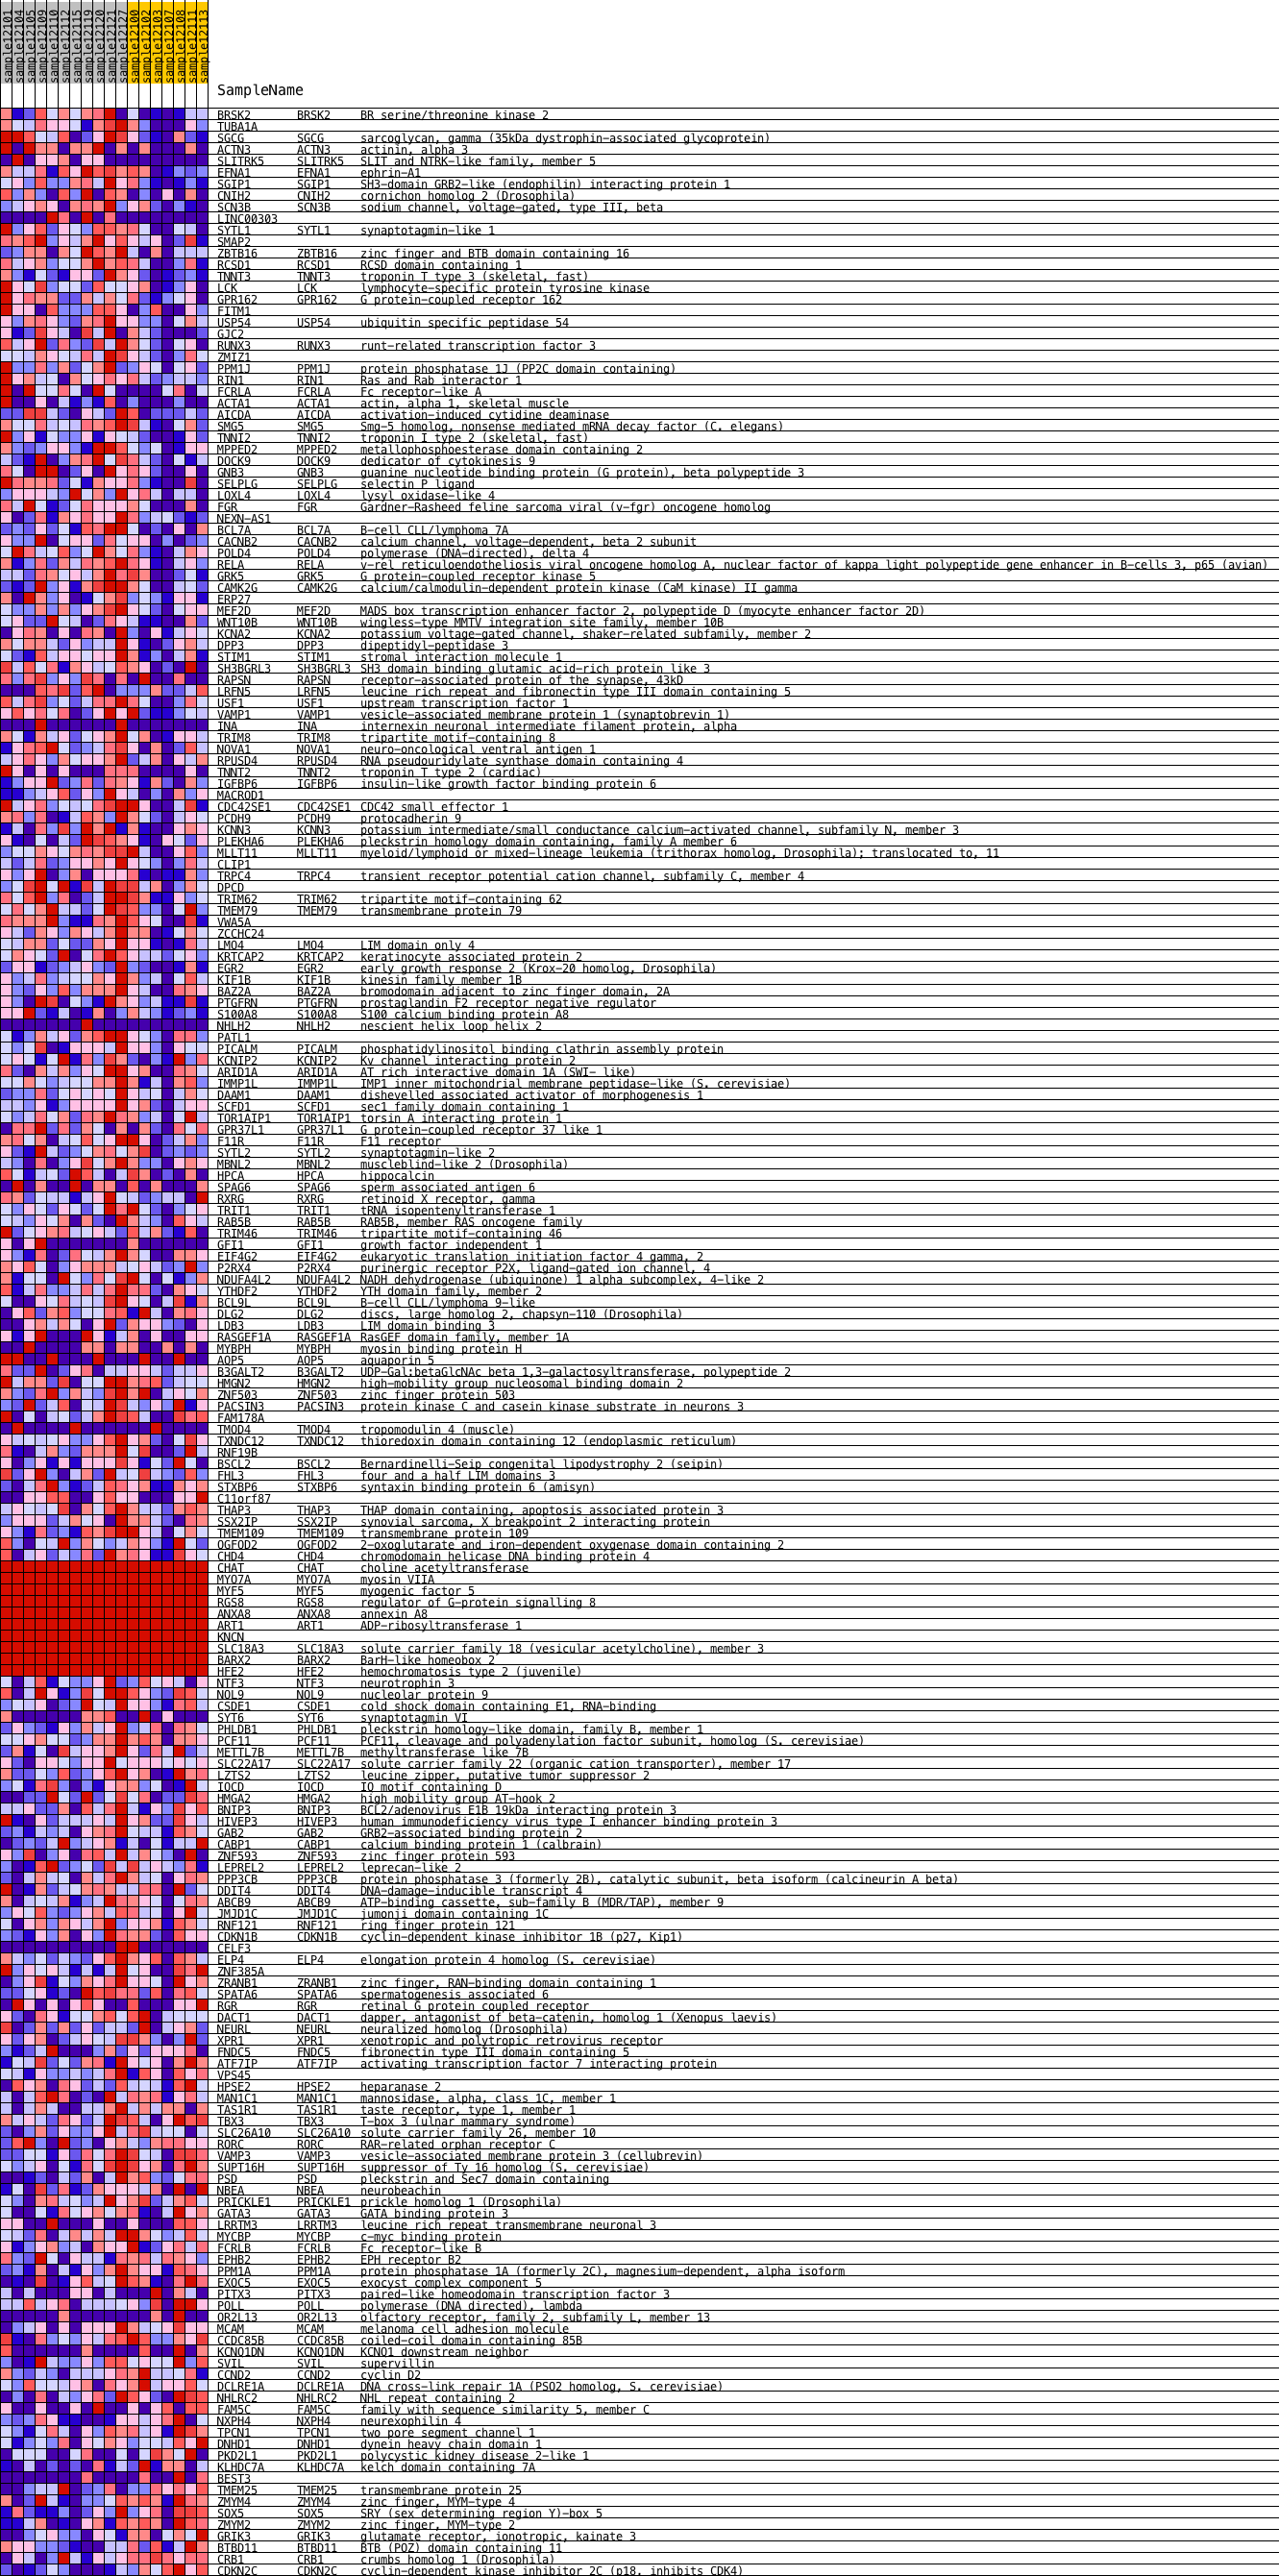 sample12101
sample12104
sample12105
sample12109
sample12110
sample12112
sample12115
sample12119
sample12120
sample12121
sample12127
sample12100
sample12102
sample12103
sample12107
sample12108
sample12111
sample12113
SampleName
BRSK2 BRSK2 BR serine/threonine kinase 2
TUBA1A
SGCG SGCG sarcoglycan, gamma (35kDa dystrophin-associated glycoprotein)
ACTN3 ACTN3 actinin, alpha 3
SLITRK5 SLITRK5 SLIT and NTRK-like family, member 5
EFNA1 EFNA1 ephrin-A1
SGIP1 SGIP1 SH3-domain GRB2-like (endophilin) interacting protein 1
CNIH2 CNIH2 cornichon homolog 2 (Drosophila)
SCN3B SCN3B sodium channel, voltage-gated, type III, beta
LINC00303
SYTL1 SYTL1 synaptotagmin-like 1
SMAP2
ZBTB16 ZBTB16 zinc finger and BTB domain containing 16
RCSD1 RCSD1 RCSD domain containing 1
TNNT3 TNNT3 troponin T type 3 (skeletal, fast)
LCK LCK lymphocyte-specific protein tyrosine kinase
GPR162 GPR162 G protein-coupled receptor 162
FITM1
USP54 USP54 ubiquitin specific peptidase 54
GJC2
RUNX3 RUNX3 runt-related transcription factor 3
ZMIZ1
PPM1J PPM1J protein phosphatase 1J (PP2C domain containing)
RIN1 RIN1 Ras and Rab interactor 1
FCRLA FCRLA Fc receptor-like A
ACTA1 ACTA1 actin, alpha 1, skeletal muscle
AICDA AICDA activation-induced cytidine deaminase
SMG5 SMG5 Smg-5 homolog, nonsense mediated mRNA decay factor (C. elegans)
TNNI2 TNNI2 troponin I type 2 (skeletal, fast)
MPPED2 MPPED2 metallophosphoesterase domain containing 2
DOCK9 DOCK9 dedicator of cytokinesis 9
GNB3 GNB3 guanine nucleotide binding protein (G protein), beta polypeptide 3
SELPLG SELPLG selectin P ligand
LOXL4 LOXL4 lysyl oxidase-like 4
FGR FGR Gardner-Rasheed feline sarcoma viral (v-fgr) oncogene homolog
NEXN-AS1
BCL7A BCL7A B-cell CLL/lymphoma 7A
CACNB2 CACNB2 calcium channel, voltage-dependent, beta 2 subunit
POLD4 POLD4 polymerase (DNA-directed), delta 4
RELA RELA v-rel reticuloendotheliosis viral oncogene homolog A, nuclear factor of kappa light polypeptide gene enhancer in B-cells 3, p65 (avian)
GRK5 GRK5 G protein-coupled receptor kinase 5
CAMK2G CAMK2G calcium/calmodulin-dependent protein kinase (CaM kinase) II gamma
ERP27
MEF2D MEF2D MADS box transcription enhancer factor 2, polypeptide D (myocyte enhancer factor 2D)
WNT10B WNT10B wingless-type MMTV integration site family, member 10B
KCNA2 KCNA2 potassium voltage-gated channel, shaker-related subfamily, member 2
DPP3 DPP3 dipeptidyl-peptidase 3
STIM1 STIM1 stromal interaction molecule 1
SH3BGRL3 SH3BGRL3 SH3 domain binding glutamic acid-rich protein like 3
RAPSN RAPSN receptor-associated protein of the synapse, 43kD
LRFN5 LRFN5 leucine rich repeat and fibronectin type III domain containing 5
USF1 USF1 upstream transcription factor 1
VAMP1 VAMP1 vesicle-associated membrane protein 1 (synaptobrevin 1)
INA INA internexin neuronal intermediate filament protein, alpha
TRIM8 TRIM8 tripartite motif-containing 8
NOVA1 NOVA1 neuro-oncological ventral antigen 1
RPUSD4 RPUSD4 RNA pseudouridylate synthase domain containing 4
TNNT2 TNNT2 troponin T type 2 (cardiac)
IGFBP6 IGFBP6 insulin-like growth factor binding protein 6
MACROD1
CDC42SE1 CDC42SE1 CDC42 small effector 1
PCDH9 PCDH9 protocadherin 9
KCNN3 KCNN3 potassium intermediate/small conductance calcium-activated channel, subfamily N, member 3
PLEKHA6 PLEKHA6 pleckstrin homology domain containing, family A member 6
MLLT11 MLLT11 myeloid/lymphoid or mixed-lineage leukemia (trithorax homolog, Drosophila); translocated to, 11
CLIP1
TRPC4 TRPC4 transient receptor potential cation channel, subfamily C, member 4
DPCD
TRIM62 TRIM62 tripartite motif-containing 62
TMEM79 TMEM79 transmembrane protein 79
VWA5A
ZCCHC24
LMO4 LMO4 LIM domain only 4
KRTCAP2 KRTCAP2 keratinocyte associated protein 2
EGR2 EGR2 early growth response 2 (Krox-20 homolog, Drosophila)
KIF1B KIF1B kinesin family member 1B
BAZ2A BAZ2A bromodomain adjacent to zinc finger domain, 2A
PTGFRN PTGFRN prostaglandin F2 receptor negative regulator
S100A8 S100A8 S100 calcium binding protein A8
NHLH2 NHLH2 nescient helix loop helix 2
PATL1
PICALM PICALM phosphatidylinositol binding clathrin assembly protein
KCNIP2 KCNIP2 Kv channel interacting protein 2
ARID1A ARID1A AT rich interactive domain 1A (SWI- like)
IMMP1L IMMP1L IMP1 inner mitochondrial membrane peptidase-like (S. cerevisiae)
DAAM1 DAAM1 dishevelled associated activator of morphogenesis 1
SCFD1 SCFD1 sec1 family domain containing 1
TOR1AIP1 TOR1AIP1 torsin A interacting protein 1
GPR37L1 GPR37L1 G protein-coupled receptor 37 like 1
F11R F11R F11 receptor
SYTL2 SYTL2 synaptotagmin-like 2
MBNL2 MBNL2 muscleblind-like 2 (Drosophila)
HPCA HPCA hippocalcin
SPAG6 SPAG6 sperm associated antigen 6
RXRG RXRG retinoid X receptor, gamma
TRIT1 TRIT1 tRNA isopentenyltransferase 1
RAB5B RAB5B RAB5B, member RAS oncogene family
TRIM46 TRIM46 tripartite motif-containing 46
GFI1 GFI1 growth factor independent 1
EIF4G2 EIF4G2 eukaryotic translation initiation factor 4 gamma, 2
P2RX4 P2RX4 purinergic receptor P2X, ligand-gated ion channel, 4
NDUFA4L2 NDUFA4L2 NADH dehydrogenase (ubiquinone) 1 alpha subcomplex, 4-like 2
YTHDF2 YTHDF2 YTH domain family, member 2
BCL9L BCL9L B-cell CLL/lymphoma 9-like
DLG2 DLG2 discs, large homolog 2, chapsyn-110 (Drosophila)
LDB3 LDB3 LIM domain binding 3
RASGEF1A RASGEF1A RasGEF domain family, member 1A
MYBPH MYBPH myosin binding protein H
AQP5 AQP5 aquaporin 5
B3GALT2 B3GALT2 UDP-Gal:betaGlcNAc beta 1,3-galactosyltransferase, polypeptide 2
HMGN2 HMGN2 high-mobility group nucleosomal binding domain 2
ZNF503 ZNF503 zinc finger protein 503
PACSIN3 PACSIN3 protein kinase C and casein kinase substrate in neurons 3
FAM178A
TMOD4 TMOD4 tropomodulin 4 (muscle)
TXNDC12 TXNDC12 thioredoxin domain containing 12 (endoplasmic reticulum)
RNF19B
BSCL2 BSCL2 Bernardinelli-Seip congenital lipodystrophy 2 (seipin)
FHL3 FHL3 four and a half LIM domains 3
STXBP6 STXBP6 syntaxin binding protein 6 (amisyn)
C11orf87
THAP3 THAP3 THAP domain containing, apoptosis associated protein 3
SSX2IP SSX2IP synovial sarcoma, X breakpoint 2 interacting protein
TMEM109 TMEM109 transmembrane protein 109
OGFOD2 OGFOD2 2-oxoglutarate and iron-dependent oxygenase domain containing 2
CHD4 CHD4 chromodomain helicase DNA binding protein 4
CHAT CHAT choline acetyltransferase
MYO7A MYO7A myosin VIIA
MYF5 MYF5 myogenic factor 5
RGS8 RGS8 regulator of G-protein signalling 8
ANXA8 ANXA8 annexin A8
ART1 ART1 ADP-ribosyltransferase 1
KNCN
SLC18A3 SLC18A3 solute carrier family 18 (vesicular acetylcholine), member 3
BARX2 BARX2 BarH-like homeobox 2
HFE2 HFE2 hemochromatosis type 2 (juvenile)
NTF3 NTF3 neurotrophin 3
NOL9 NOL9 nucleolar protein 9
CSDE1 CSDE1 cold shock domain containing E1, RNA-binding
SYT6 SYT6 synaptotagmin VI
PHLDB1 PHLDB1 pleckstrin homology-like domain, family B, member 1
PCF11 PCF11 PCF11, cleavage and polyadenylation factor subunit, homolog (S. cerevisiae)
METTL7B METTL7B methyltransferase like 7B
SLC22A17 SLC22A17 solute carrier family 22 (organic cation transporter), member 17
LZTS2 LZTS2 leucine zipper, putative tumor suppressor 2
IQCD IQCD IQ motif containing D
HMGA2 HMGA2 high mobility group AT-hook 2
BNIP3 BNIP3 BCL2/adenovirus E1B 19kDa interacting protein 3
HIVEP3 HIVEP3 human immunodeficiency virus type I enhancer binding protein 3
GAB2 GAB2 GRB2-associated binding protein 2
CABP1 CABP1 calcium binding protein 1 (calbrain)
ZNF593 ZNF593 zinc finger protein 593
LEPREL2 LEPREL2 leprecan-like 2
PPP3CB PPP3CB protein phosphatase 3 (formerly 2B), catalytic subunit, beta isoform (calcineurin A beta)
DDIT4 DDIT4 DNA-damage-inducible transcript 4
ABCB9 ABCB9 ATP-binding cassette, sub-family B (MDR/TAP), member 9
JMJD1C JMJD1C jumonji domain containing 1C
RNF121 RNF121 ring finger protein 121
CDKN1B CDKN1B cyclin-dependent kinase inhibitor 1B (p27, Kip1)
CELF3
ELP4 ELP4 elongation protein 4 homolog (S. cerevisiae)
ZNF385A
ZRANB1 ZRANB1 zinc finger, RAN-binding domain containing 1
SPATA6 SPATA6 spermatogenesis associated 6
RGR RGR retinal G protein coupled receptor
DACT1 DACT1 dapper, antagonist of beta-catenin, homolog 1 (Xenopus laevis)
NEURL NEURL neuralized homolog (Drosophila)
XPR1 XPR1 xenotropic and polytropic retrovirus receptor
FNDC5 FNDC5 fibronectin type III domain containing 5
ATF7IP ATF7IP activating transcription factor 7 interacting protein
VPS45
HPSE2 HPSE2 heparanase 2
MAN1C1 MAN1C1 mannosidase, alpha, class 1C, member 1
TAS1R1 TAS1R1 taste receptor, type 1, member 1
TBX3 TBX3 T-box 3 (ulnar mammary syndrome)
SLC26A10 SLC26A10 solute carrier family 26, member 10
RORC RORC RAR-related orphan receptor C
VAMP3 VAMP3 vesicle-associated membrane protein 3 (cellubrevin)
SUPT16H SUPT16H suppressor of Ty 16 homolog (S. cerevisiae)
PSD PSD pleckstrin and Sec7 domain containing
NBEA NBEA neurobeachin
PRICKLE1 PRICKLE1 prickle homolog 1 (Drosophila)
GATA3 GATA3 GATA binding protein 3
LRRTM3 LRRTM3 leucine rich repeat transmembrane neuronal 3
MYCBP MYCBP c-myc binding protein
FCRLB FCRLB Fc receptor-like B
EPHB2 EPHB2 EPH receptor B2
PPM1A PPM1A protein phosphatase 1A (formerly 2C), magnesium-dependent, alpha isoform
EXOC5 EXOC5 exocyst complex component 5
PITX3 PITX3 paired-like homeodomain transcription factor 3
POLL POLL polymerase (DNA directed), lambda
OR2L13 OR2L13 olfactory receptor, family 2, subfamily L, member 13
MCAM MCAM melanoma cell adhesion molecule
CCDC85B CCDC85B coiled-coil domain containing 85B
KCNQ1DN KCNQ1DN KCNQ1 downstream neighbor
SVIL SVIL supervillin
CCND2 CCND2 cyclin D2
DCLRE1A DCLRE1A DNA cross-link repair 1A (PSO2 homolog, S. cerevisiae)
NHLRC2 NHLRC2 NHL repeat containing 2
FAM5C FAM5C family with sequence similarity 5, member C
NXPH4 NXPH4 neurexophilin 4
TPCN1 TPCN1 two pore segment channel 1
DNHD1 DNHD1 dynein heavy chain domain 1
PKD2L1 PKD2L1 polycystic kidney disease 2-like 1
KLHDC7A KLHDC7A kelch domain containing 7A
BEST3
TMEM25 TMEM25 transmembrane protein 25
ZMYM4 ZMYM4 zinc finger, MYM-type 4
SOX5 SOX5 SRY (sex determining region Y)-box 5
ZMYM2 ZMYM2 zinc finger, MYM-type 2
GRIK3 GRIK3 glutamate receptor, ionotropic, kainate 3
BTBD11 BTBD11 BTB (POZ) domain containing 11
CRB1 CRB1 crumbs homolog 1 (Drosophila)
CDKN2C CDKN2C cyclin-dependent kinase inhibitor 2C (p18, inhibits CDK4)